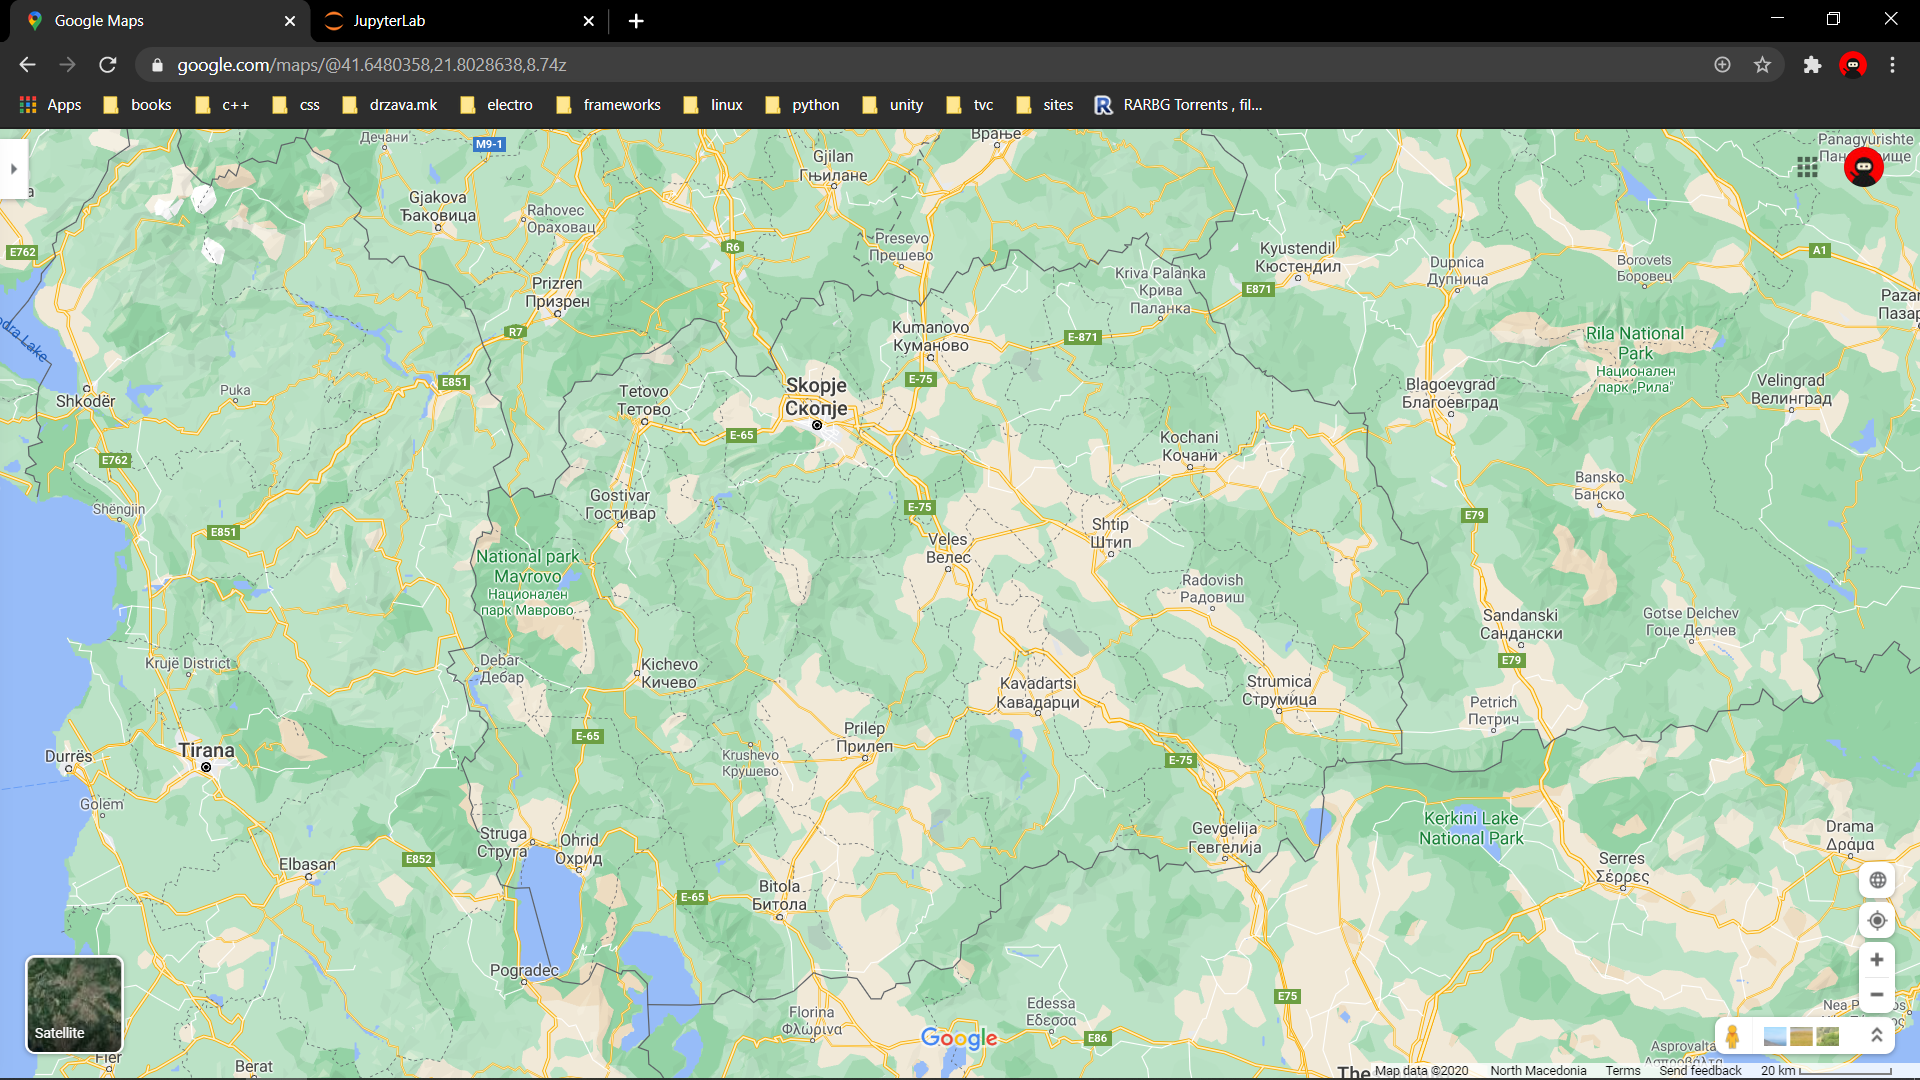 Google Maps
JupyterLab
google.com/maps/@41.6480358,21.8028638,8.74z
Apps
books
c++
css
drzava.mk
electro
frameworks
linux
python
unity
tvc
sites
RARBG Torrents , fil...
Дечани
M9-1
Врање
Panagyurishte
Gjilan
Гњилане
Gjakova
Ђаковица
Rahovec
Ораховац
E762
R6
Presevo
Прешево
Kyustendil
Кюстендил
A1
Dupnica
Дупница
Borovets
Боровец
Kriva Palanka
Крива
Паланка
E871
Prizren
Призрен
R7
Kumanovo
Куманово
E-871
Rila National
Park
Национален
парк „Рила"
E851
Puka
Tetovo
Тетово
Skopje
Скопје
E-75
Shkodër
Blagoevgrad
Благоевград
Velingrad
Велинград
E-65
Kochani
Кочани
E762
Gostivar
Гостивар
E-75
Bansko
Банско
Shëngjin
E79
E851
Shtip
Штип
Veles
Велес
National park
Mavrovo
Национален
парк Маврово
Radovish
Радовиш
Sandanski
Сандански
Gotse Delchev
Гоце Делчев
E79
Krujë District
Debar
Дебар
Kichevo
Кичево
Kavadartsi
Кавадарци
Strumica
Струмица
Petrich
Петрич
E-65
Prilep
Прилеп
Tirana
Durrës
Krushevo
Крушево
E-75
Golem
Kerkini Lake
National Park
Struga
Струга
Ohrid
Охрид
Gevgelija
Гевгелија
Drama
Δράμα
E852
Elbasan
Serres
Σέρρες
Bitola
Битола
E-65
Pogradec
E75
Edessa
Έδεσσα
Florina
Φλώρινα
Google
E86
Satellite
Fier
Berat
Asprovalta
Map data ©2020
North Macedonia
Terms
Send feedback
20 km